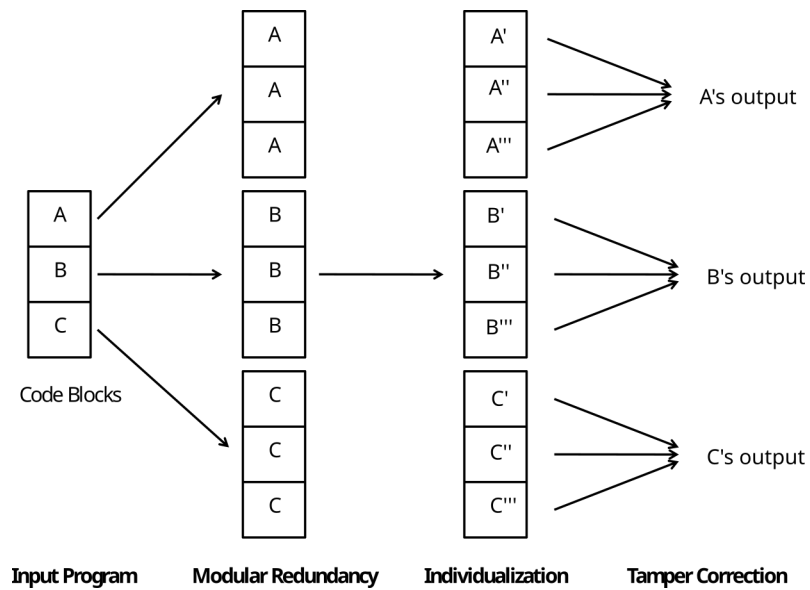 A
A
A
A
B
C
Code Blocks
B
B
B
C
C
C
A'
A''
A'''
B'
B''
B'''
C'
C''
C'''
A's output
B's output
C's output
Input Program
Modular Redundancy
Individualization
Tamper Correction